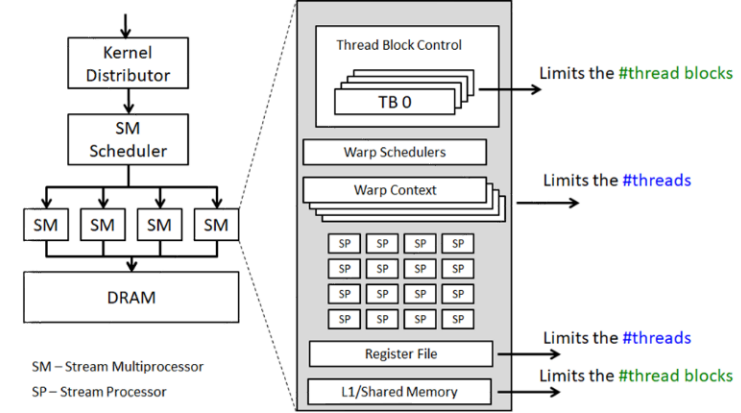 Kernel
Distributor
SM
Scheduler
SM SM SM SM
DRAM
SM – Stream Multiprocessor
SP – Stream Processor
Thread Block Control
TB 0
Limits the #thread blocks
Warp Schedulers
Warp Context
Limits the #threads
SP SP SP SP
SP SP SP SP
SP SP SP SP
SP SP SP SP
Register File
Limits the #threads
L1/Shared Memory
Limits the #thread blocks